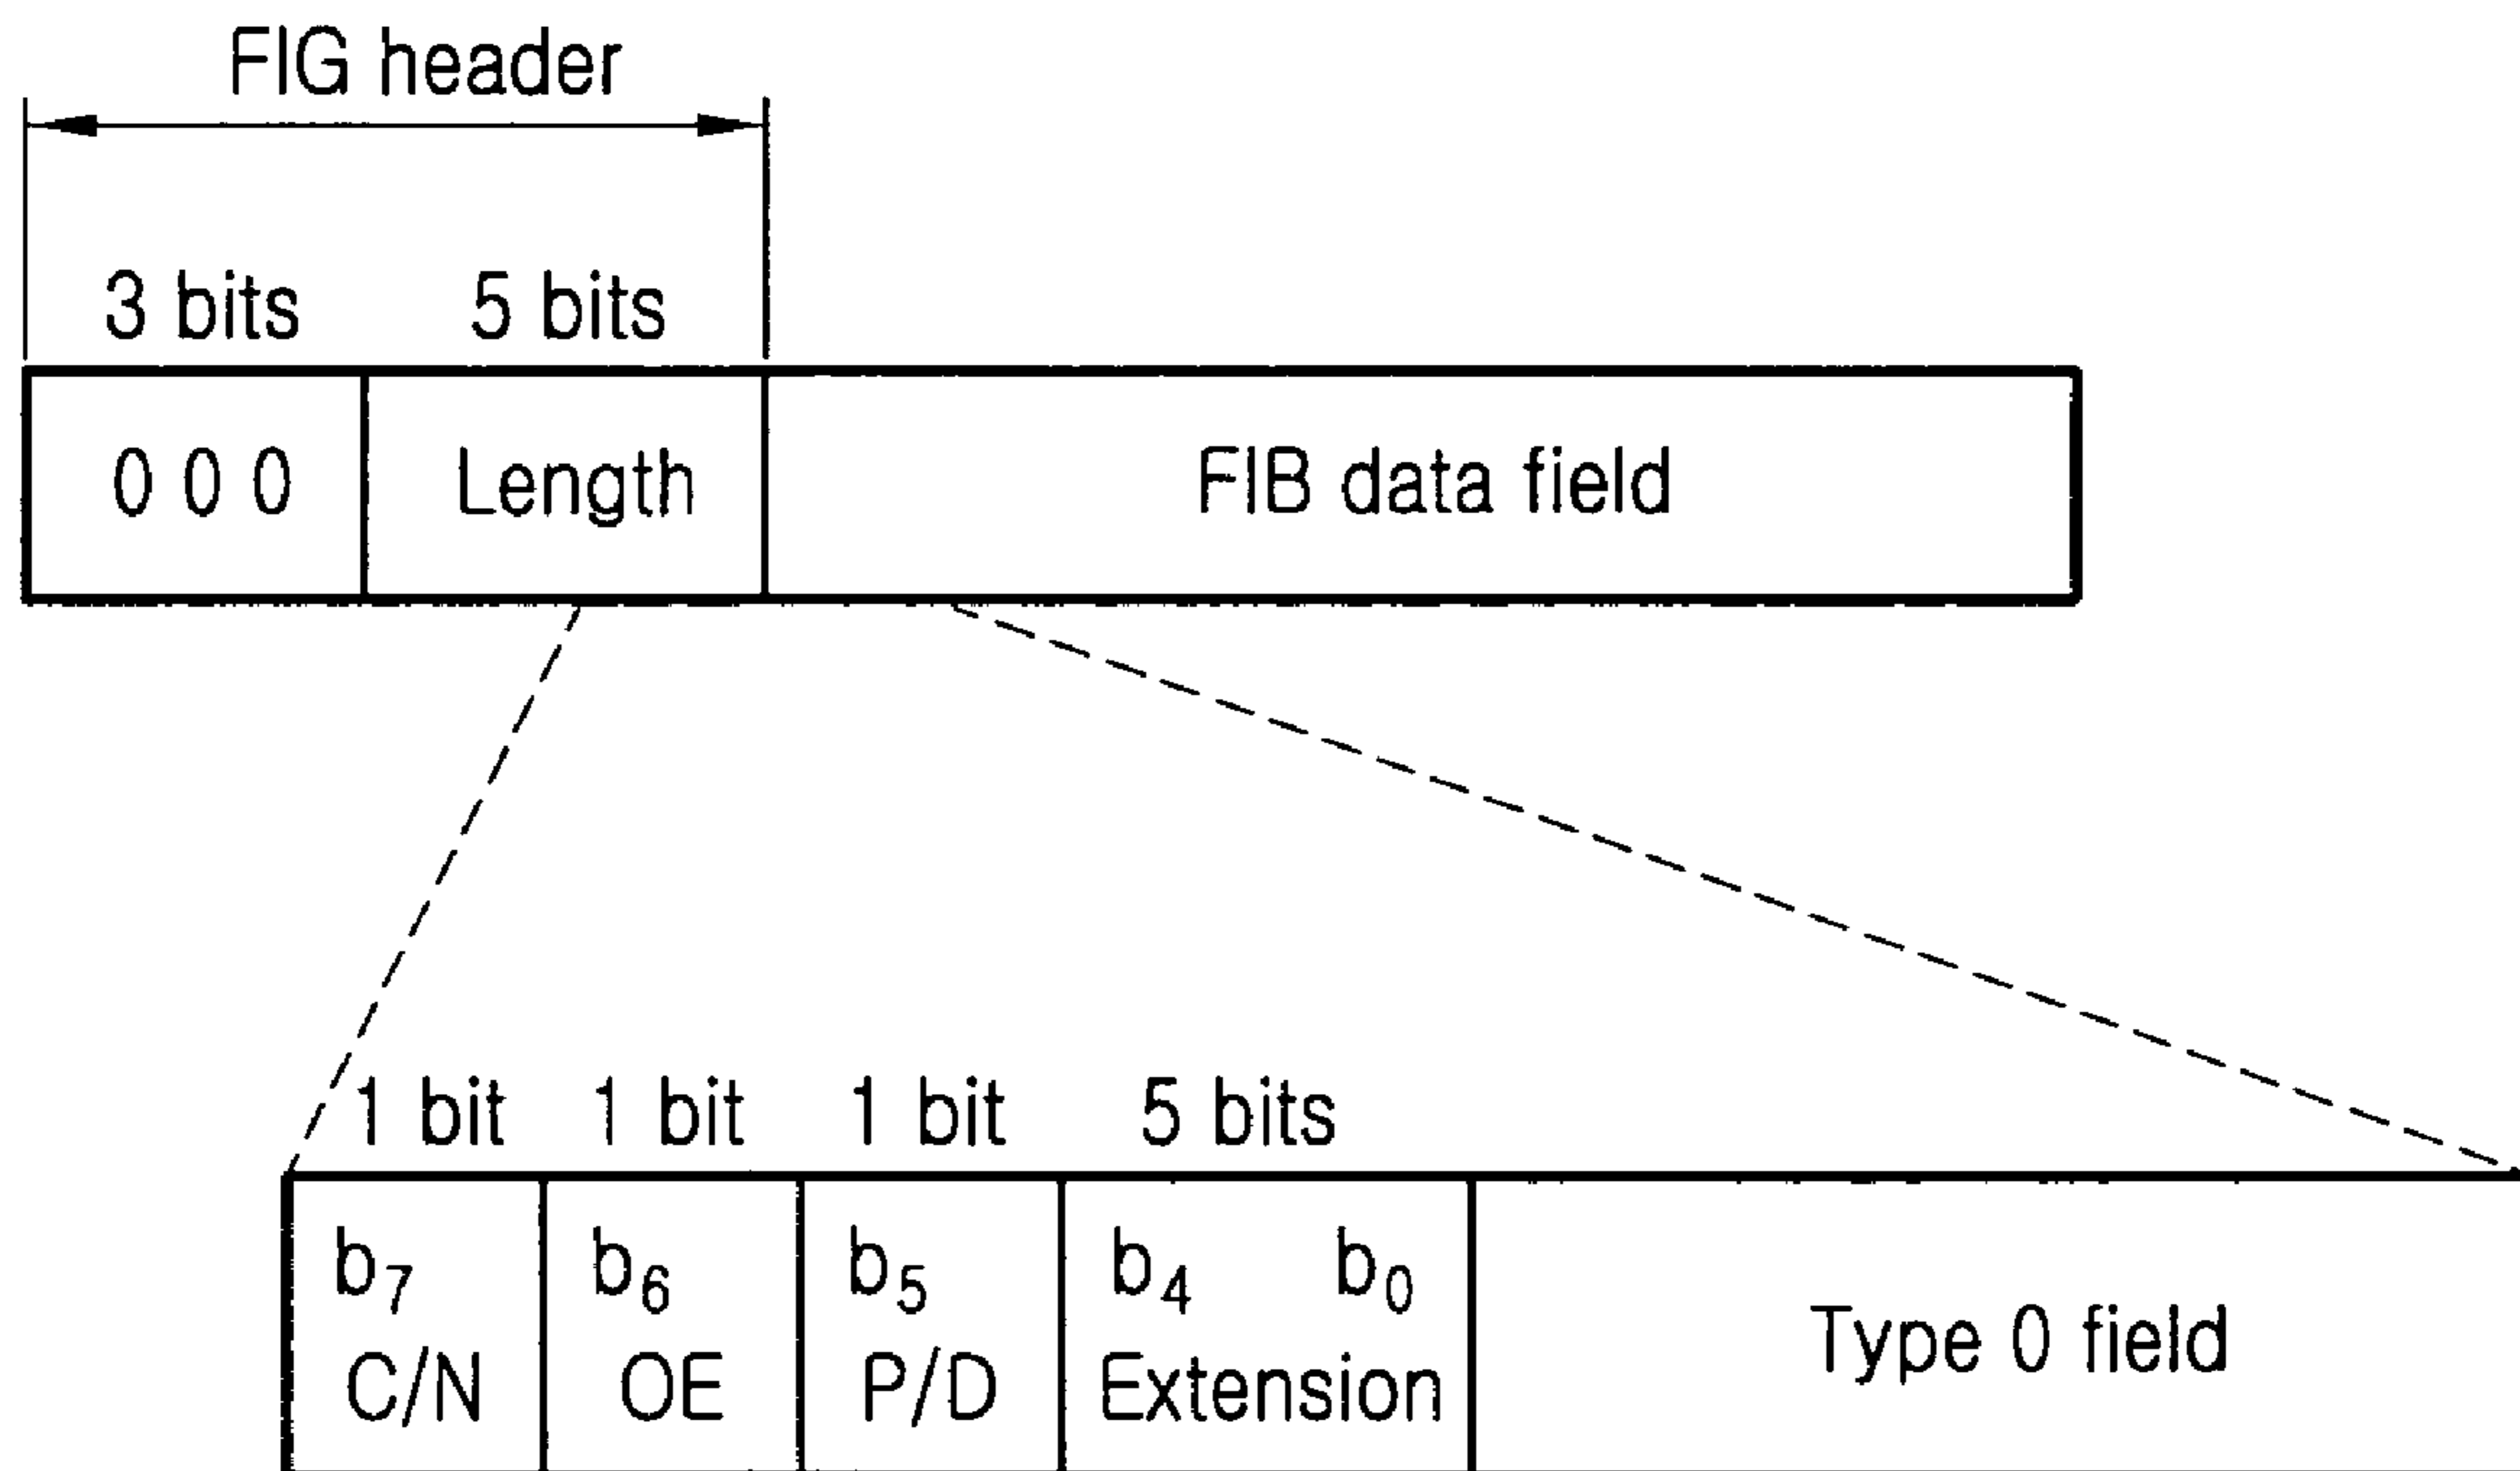 FIG header
3 bits 5 bits
0 0 0 Length FIB data field
1 bit 1 bit 1 bit 5 bits
b7 b6 b5 b4 b0
C/N OE P/D Extension Type 0 field